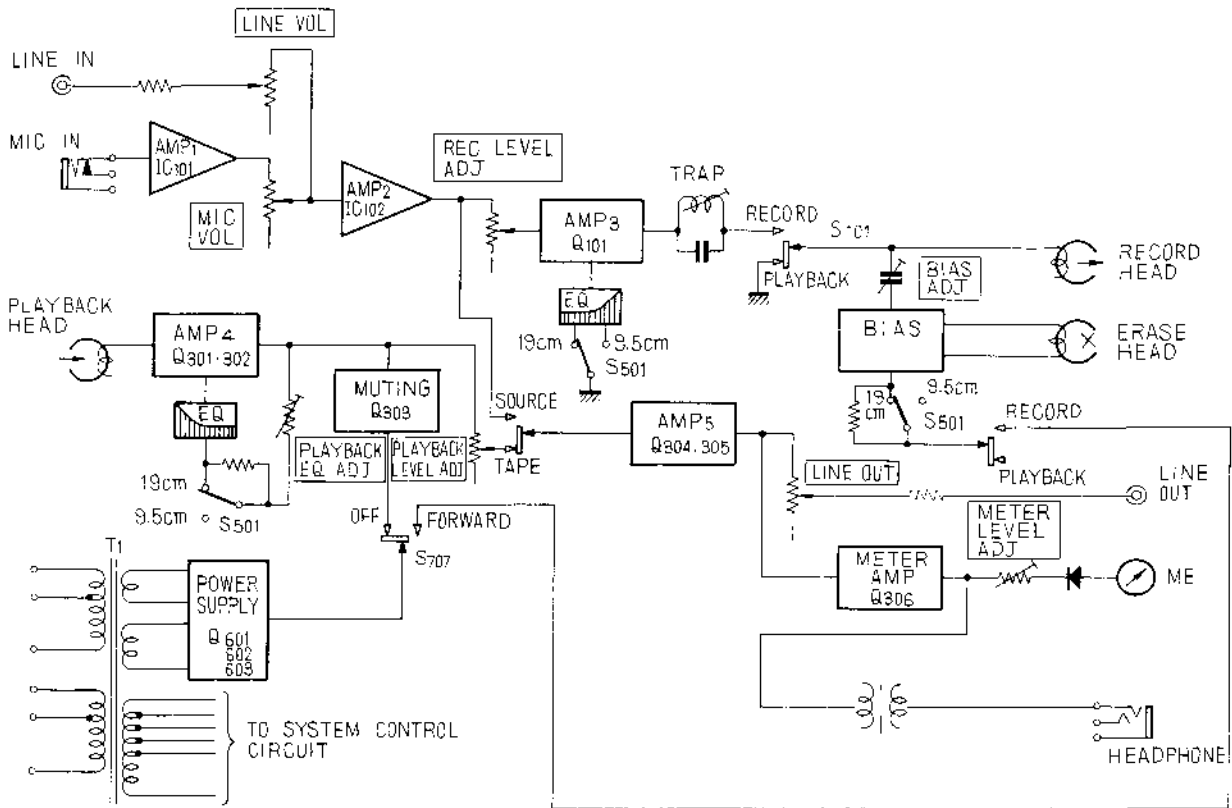 LINE VOL
LINE IN
MIC IN
AMP1
IC301
MIC
VOL
AMP2
IC102
REC LEVEL
ADJ
AMP3
Q101
TRAP
RECORD
S101
PLAYBACK
BIAS
ADJ
RECORD
HEAD
EQ
19cm
9.5cm
S501
BIAS
ERASE
HEAD
PLAYBACK
HEAD
AMP4
Q301·302
EQ
19cm
9.5cm
S501
MUTING
Q303
PLAYBACK
EQ ADJ
PLAYBACK
LEVEL ADJ
SOURCE
TAPE
AMP5
Q304·305
19
cm
9.5cm
S501
RECORD
PLAYBACK
LINE OUT
LINE
OUT
OFF
FORWARD
S707
METER
LEVEL
ADJ
METER
AMP
Q306
ME
T1
POWER
SUPPLY
Q601
602
603
TO SYSTEM CONTROL
CIRCUIT
HEADPHONE